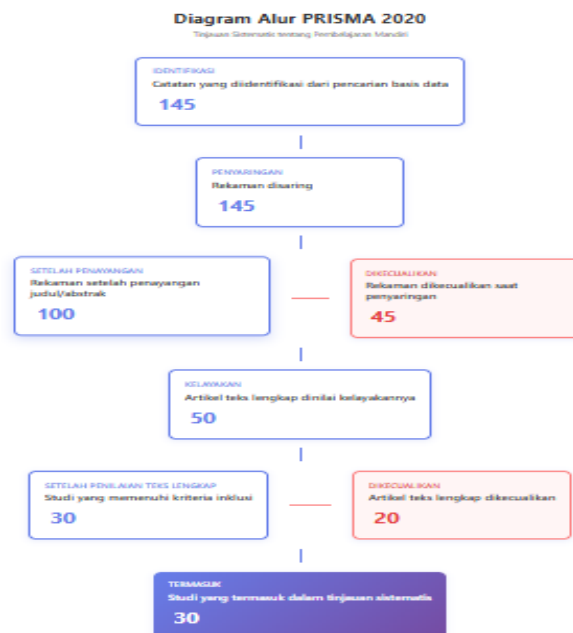 Diagram Alur PRISMA 2020
Tinjauan Sistematis tentang Pembelajaran Mandiri
IDENTIFIKASI
Catatan yang diidentifikasi dari pencarian basis data
145
PENYARINGAN
Rekaman disaring
145
SETELAH PENAYANGAN
Rekaman setelah penayangan
judul/abstrak
100
DIKECUALIKAN
Rekaman dikecualikan saat
penyaringan
45
KELAYAKAN
Artikel teks lengkap dinilai kelayakannya
50
SETELAH PENILAIAN TEKS LENGKAP
Studi yang memenuhi kriteria inklusi
30
DIKECUALIKAN
Artikel teks lengkap dikecualikan
20
TERMASUK
Studi yang termasuk dalam tinjauan sistematis
30